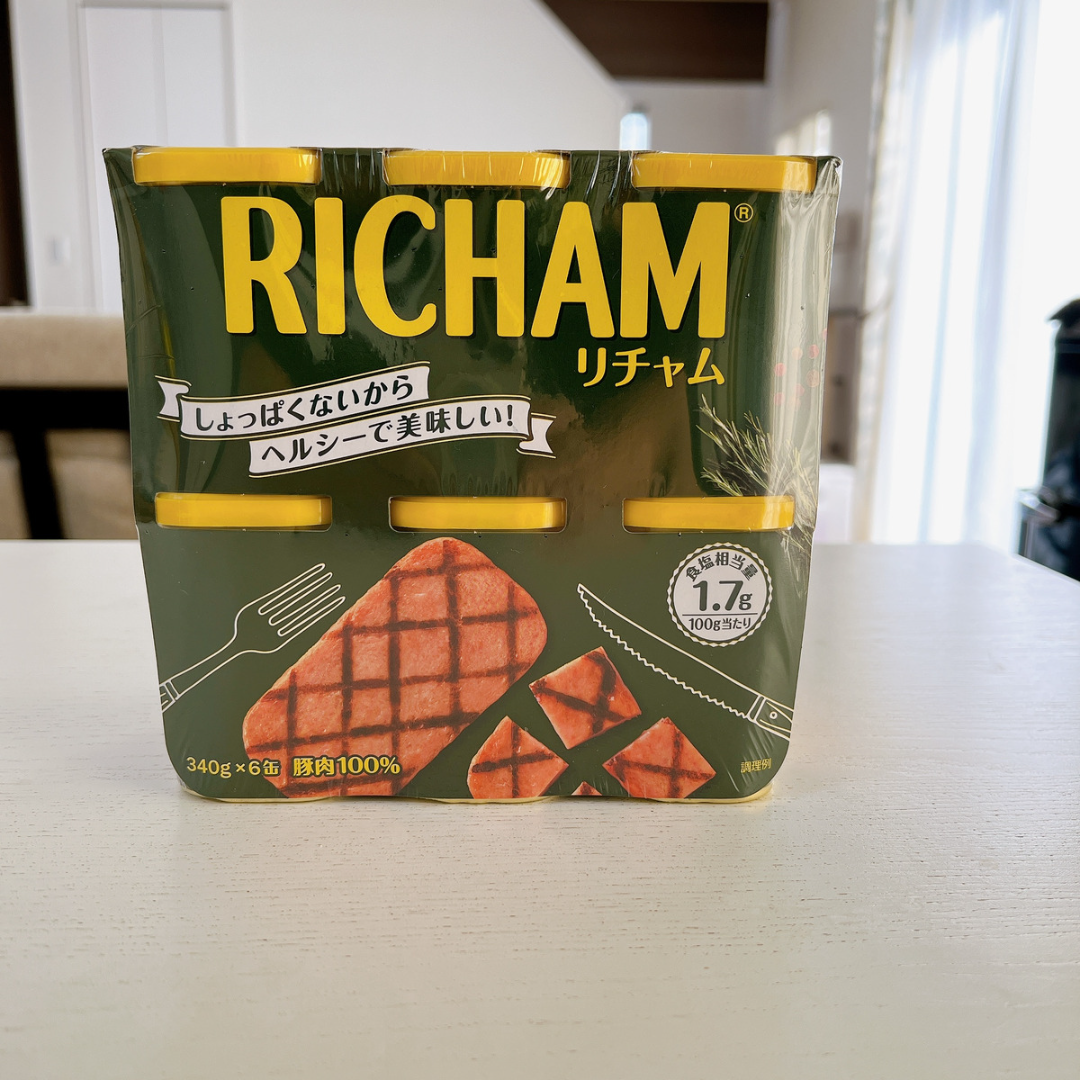 RICHAM®
リチャム
しょっぱくないから
ヘルシーで美味しい!
食塩相当量
1.7g
100g当たり
340g×6缶 豚肉100%
調理例